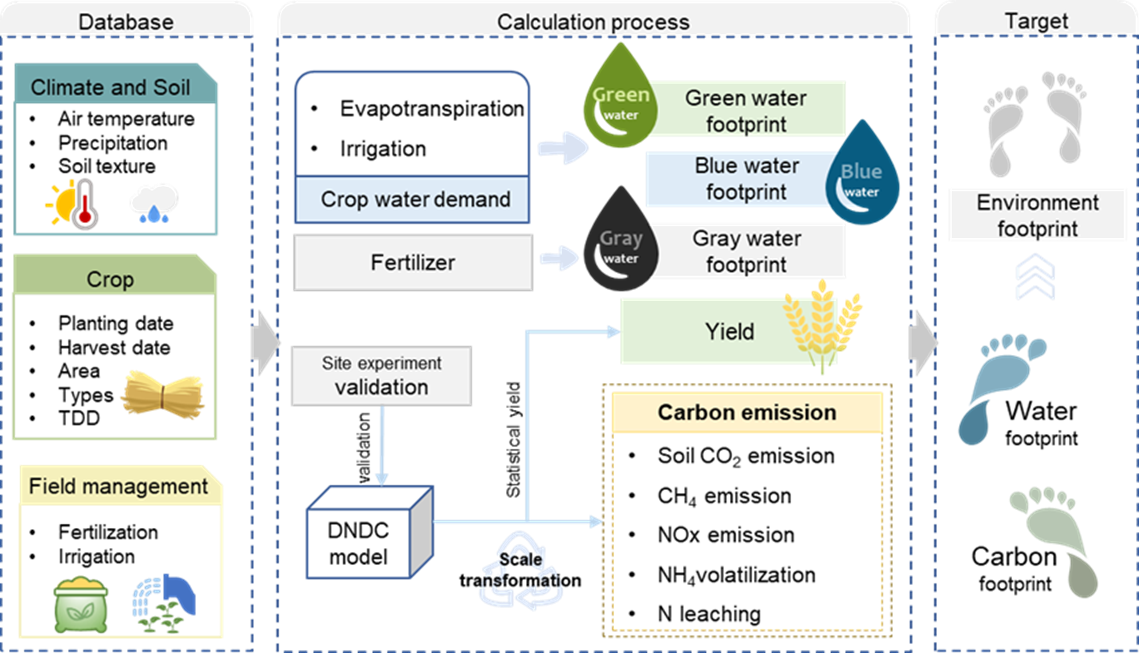 Database
Climate and Soil
• Air temperature
• Precipitation
• Soil texture
Crop
• Planting date
• Harvest date
• Area
• Types
• TDD
Field management
• Fertilization
• Irrigation
Calculation process
• Evapotranspiration
• Irrigation
Crop water demand
Fertilizer
Green
water
Green water
footprint
Blue water
footprint
Blue
water
Gray
water
Gray water
footprint
Yield
Site experiment
validation
validation
DNDC
model
Statistical yield
Scale
transformation
Carbon emission
• Soil CO₂ emission
• CH₄ emission
• NOx emission
• NH₄volatilization
• N leaching
Target
Environment
footprint
Water
footprint
Carbon
footprint